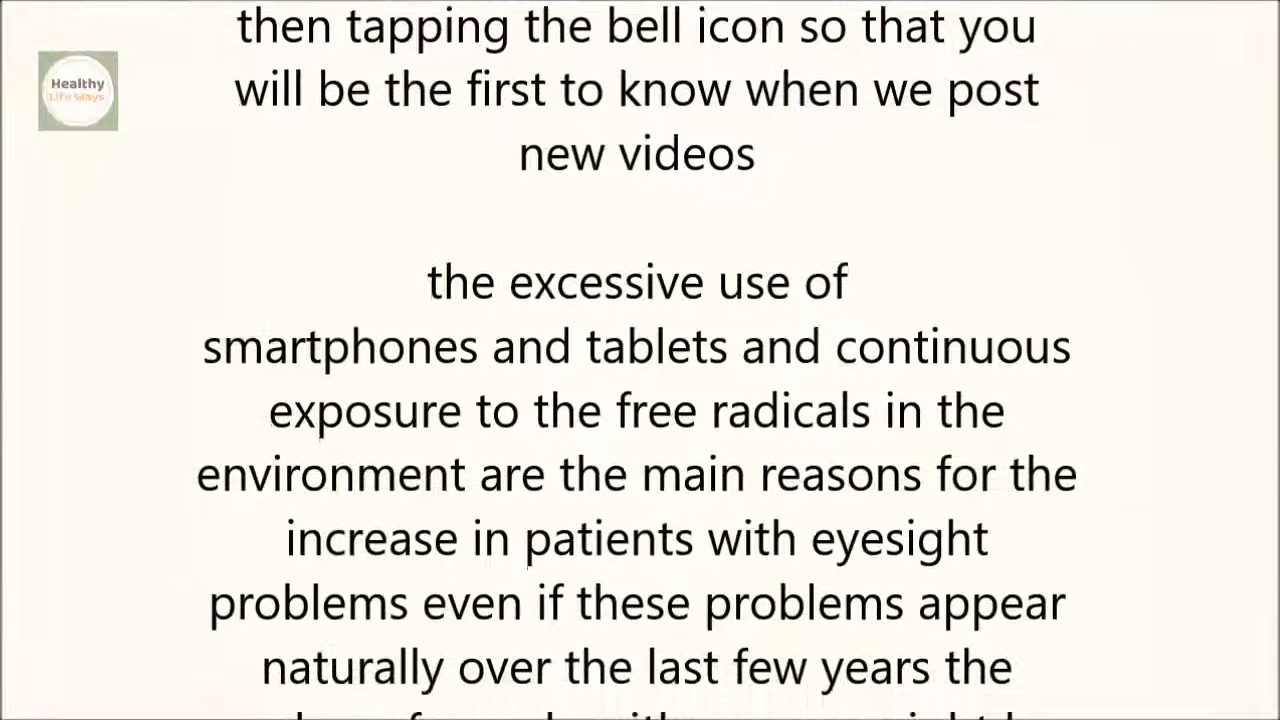 then tapping the bell icon so that you
will be the first to know when we post
new videos
Healthy
Life Ways
the excessive use of
smartphones and tablets and continuous
exposure to the free radicals in the
environment are the main reasons for the
increase in patients with eyesight
problems even if these problems appear
naturally over the last few years the